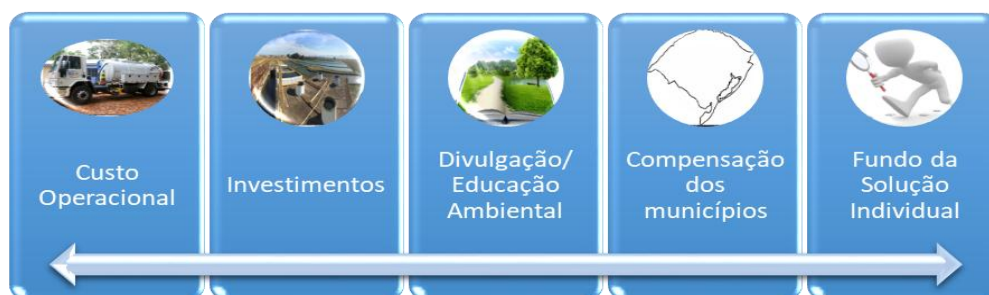 Custo
Operacional
Investimentos
Divulgação/
Educação
Ambiental
Compensação
dos
municípios
Fundo da
Solução
Individual